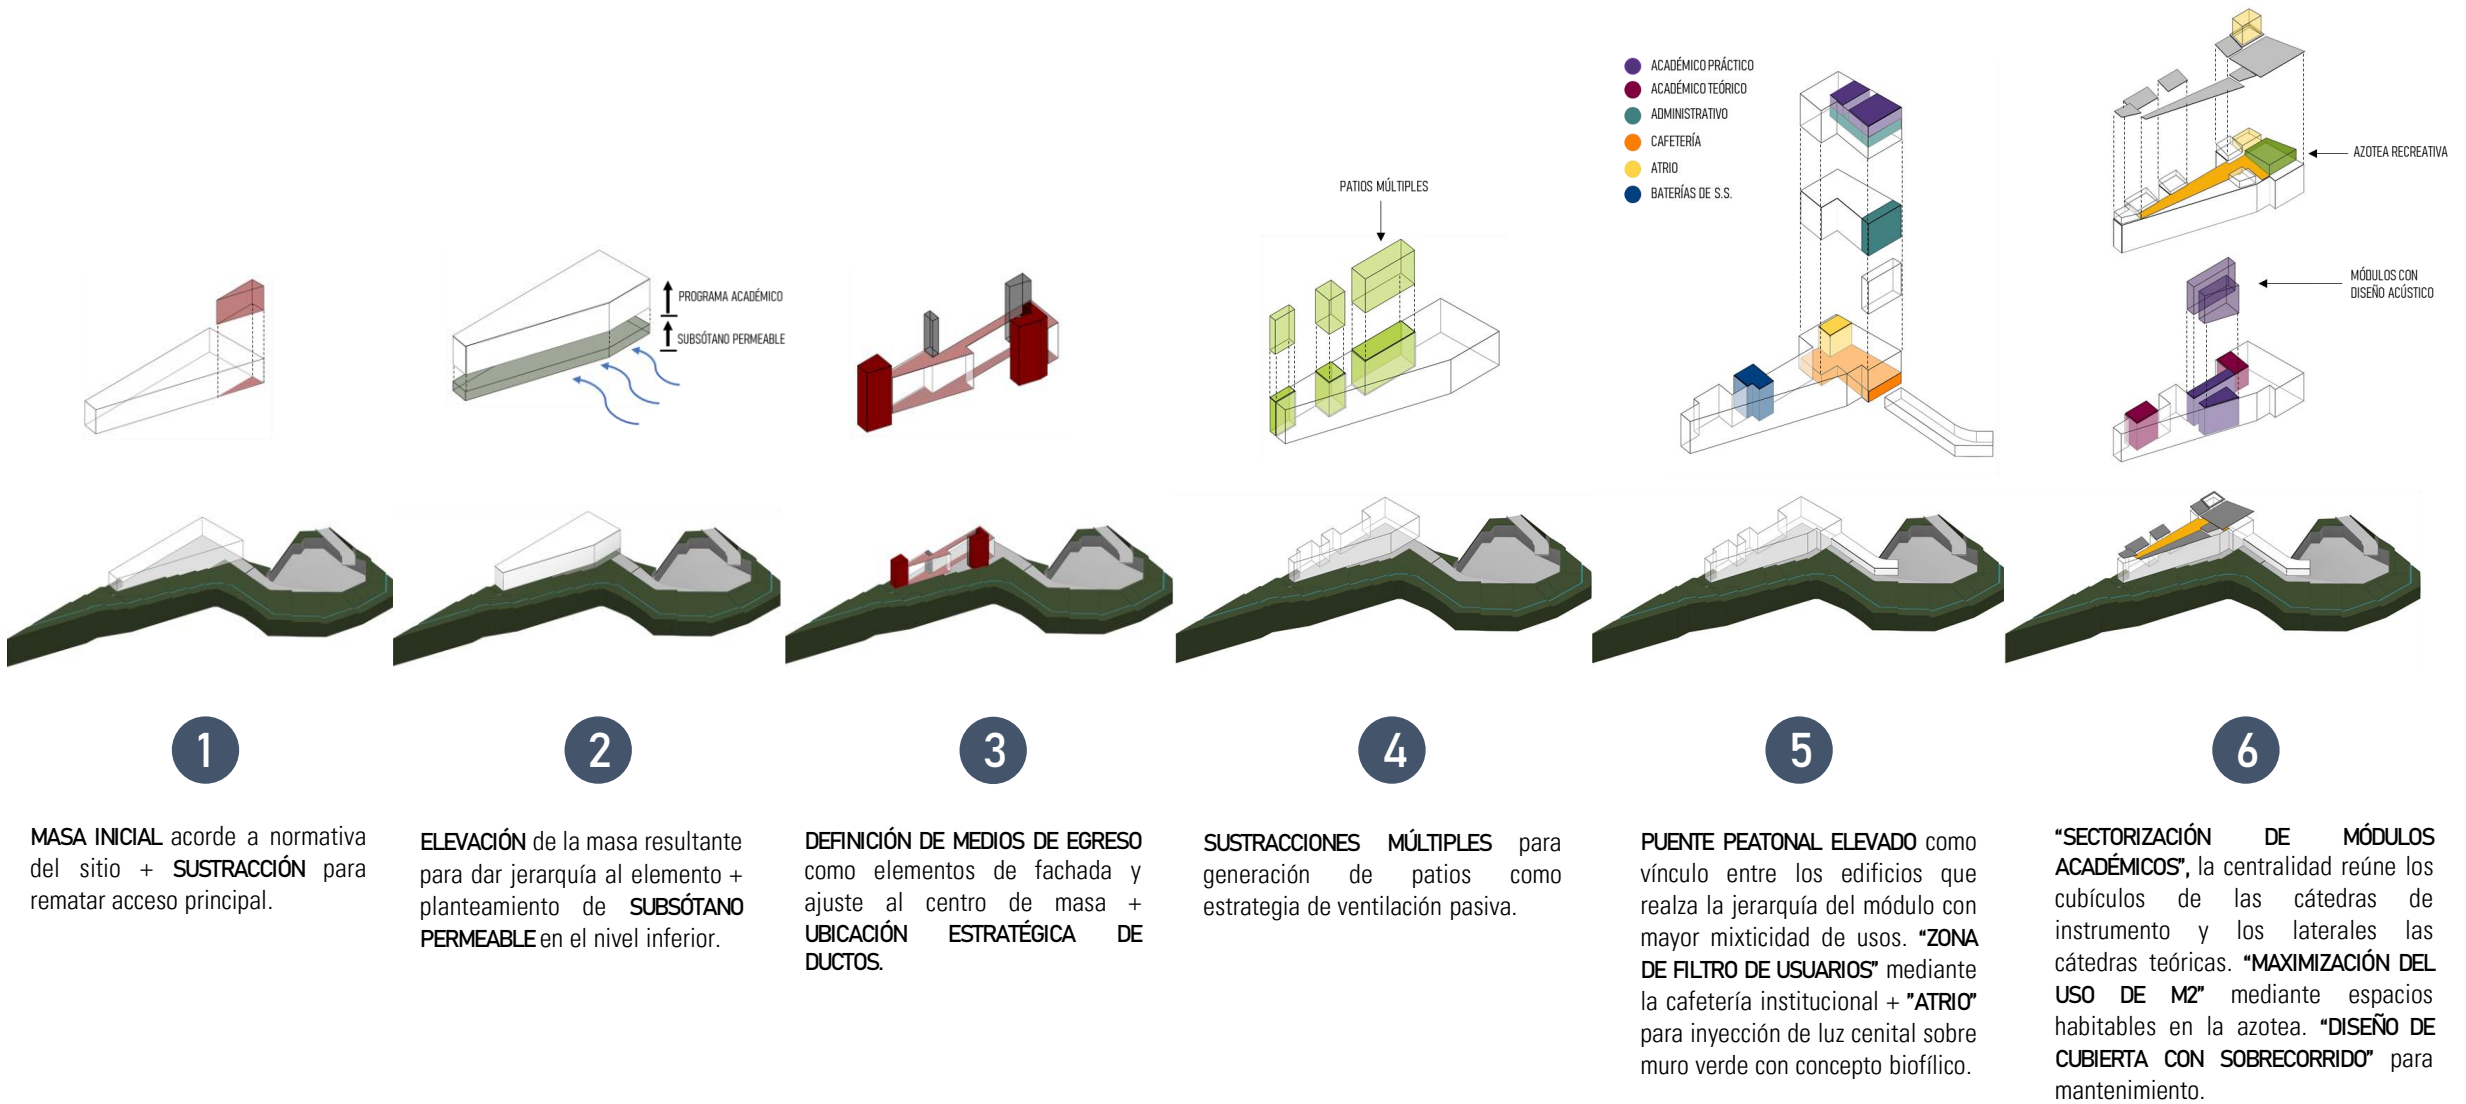 PROGRAMA ACADÉMICO
SUBSÓTANO PERMEABLE
PATIOS MÚLTIPLES
ACADÉMICO PRÁCTICO
ACADÉMICO TEÓRICO
ADMINISTRATIVO
CAFETERÍA
ATRIO
BATERÍAS DE S.S.
AZOTEA RECREATIVA
MÓDULOS CON
DISEÑO ACÚSTICO
1
MASA INICIAL acorde a normativa
del sitio + SUSTRACCIÓN para
rematar acceso principal.
2
ELEVACIÓN de la masa resultante
para dar jerarquía al elemento +
planteamiento de SUBSÓTANO
PERMEABLE en el nivel inferior.
3
DEFINICIÓN DE MEDIOS DE EGRESO
como elementos de fachada y
ajuste al centro de masa +
UBICACIÓN ESTRATÉGICA DE
DUCTOS.
4
SUSTRACCIONES MÚLTIPLES para
generación de patios como
estrategia de ventilación pasiva.
5
PUENTE PEATONAL ELEVADO como
vínculo entre los edificios que
realza la jerarquía del módulo con
mayor mixticidad de usos. “ZONA
DE FILTRO DE USUARIOS” mediante
la cafetería institucional + ”ATRIO”
para inyección de luz cenital sobre
muro verde con concepto biofílico.
6
“SECTORIZACIÓN DE MÓDULOS
ACADÉMICOS”, la centralidad reúne los
cubículos de las cátedras de
instrumento y los laterales las
cátedras teóricas. “MAXIMIZACIÓN DEL
USO DE M2” mediante espacios
habitables en la azotea. “DISEÑO DE
CUBIERTA CON SOBRECORRIDO” para
mantenimiento.